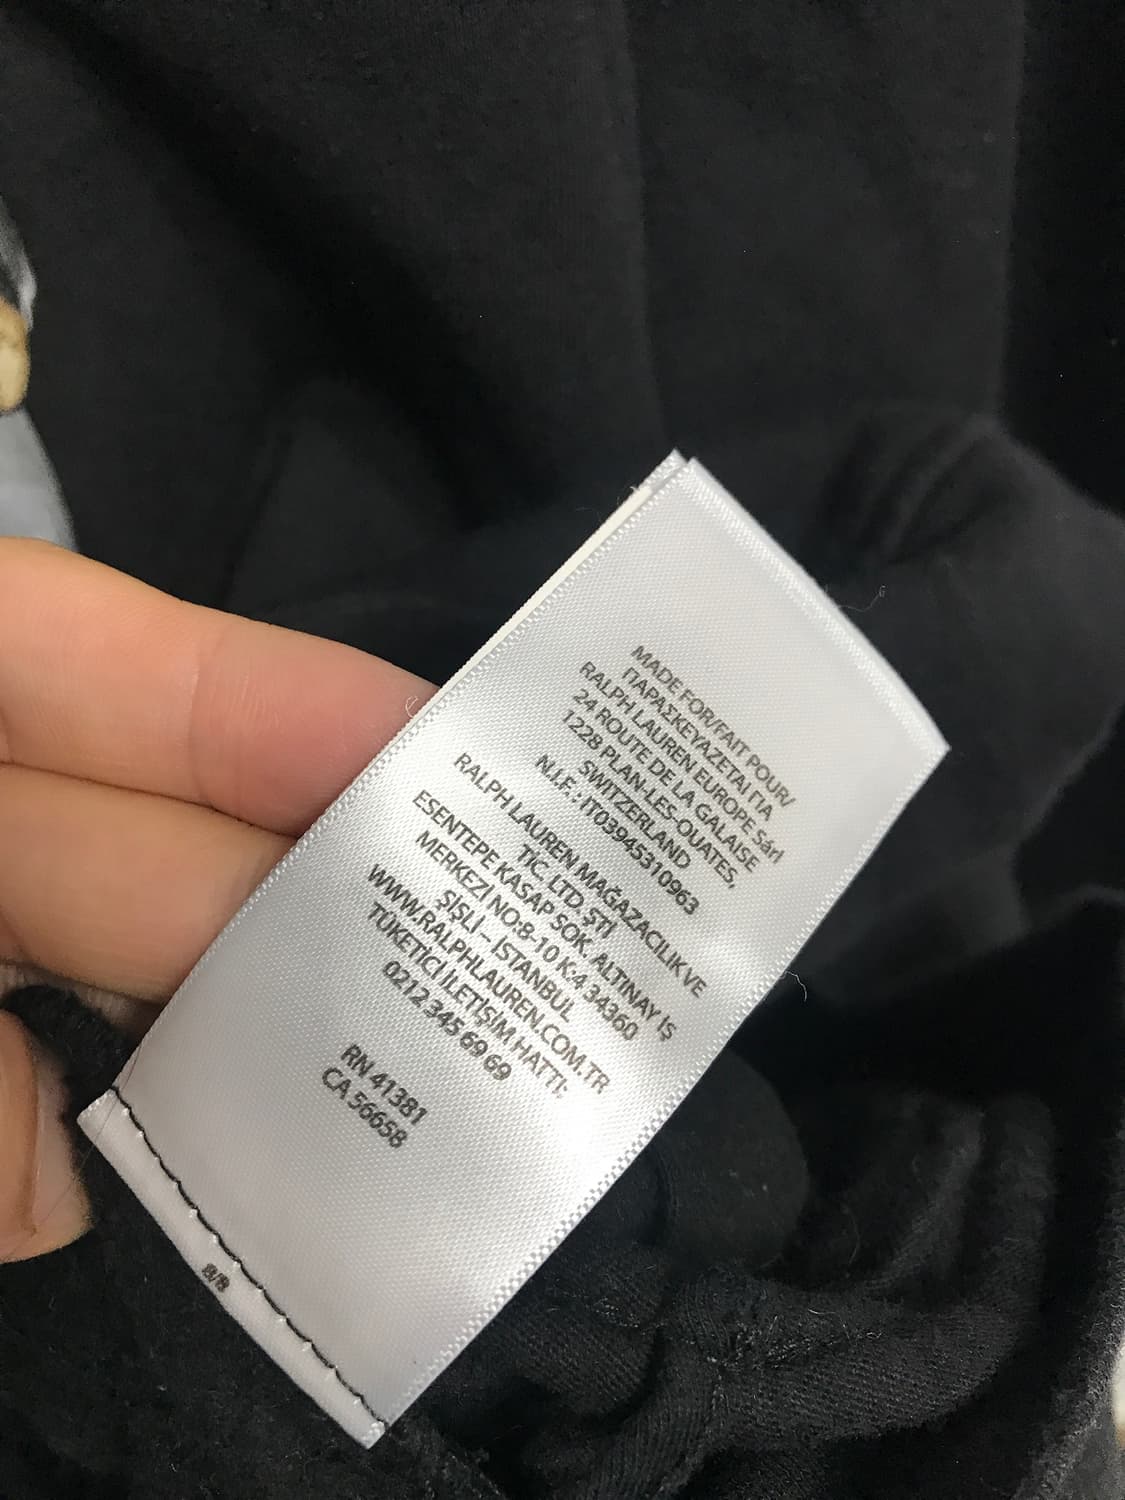 MADE FOR/FAIT POUR/
ΠΑΡΑΣΚΕΥΑΖΕΤΑΙ ΓΙΑ
RALPH LAUREN EUROPE Sárl
24 ROUTE DE LA GALAISE
1228 PLAN-LES-OUATES,
SWITZERLAND
N.I.F. : IT03945310963
RALPH LAUREN MAĞAZACILIK VE
TİC. LTD. ŞTİ
ESENTEPE KASAP SOK. ALTINAY İŞ
MERKEZİ NO:8-10 K:4 34360
ŞİŞLİ – İSTANBUL
WWW.RALPHLAUREN.COM.TR
TÜKETİCİ İLETİŞİM HATTI:
0212 345 69 69
RN 41381
CA 56658
8/8